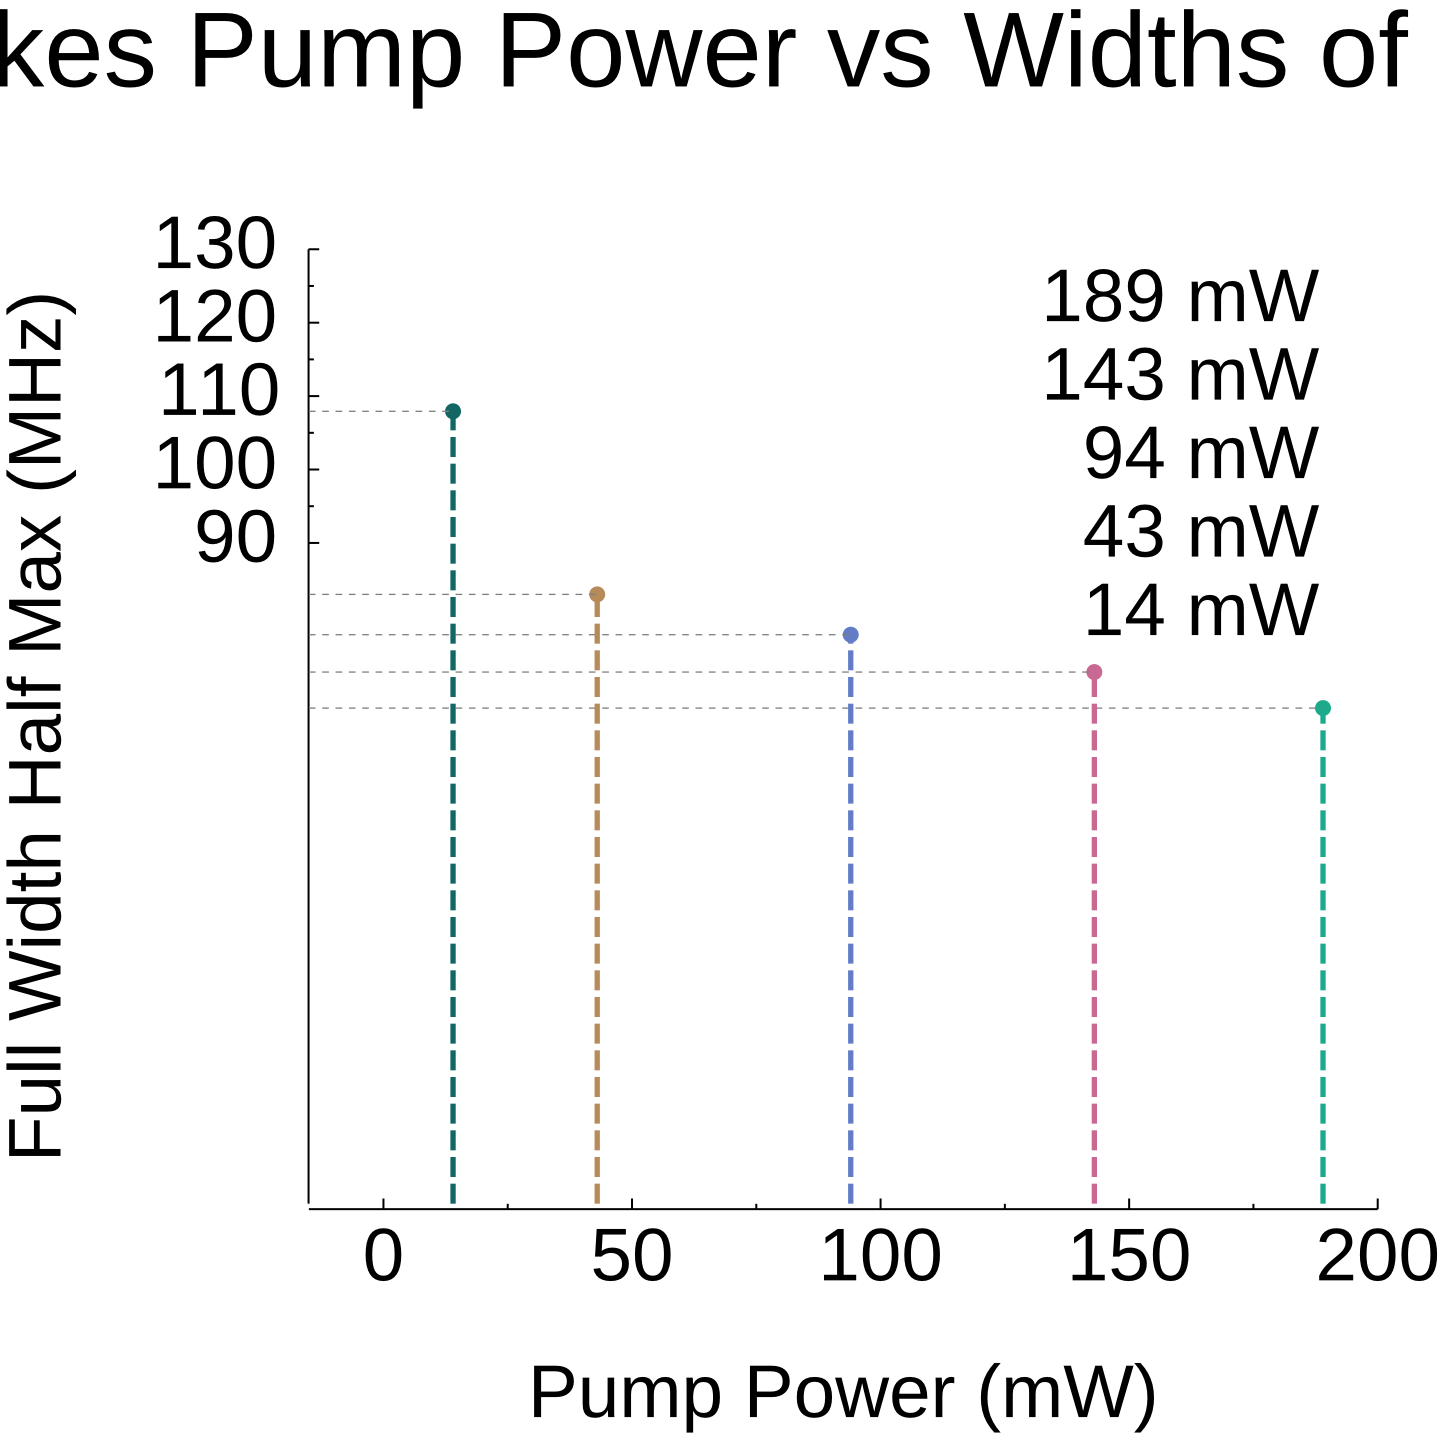 kes Pump Power vs Widths of
130
120
110
100
90
Full Width Half Max (MHz)
189 mW
143 mW
94 mW
43 mW
14 mW
0 50 100 150 200
Pump Power (mW)